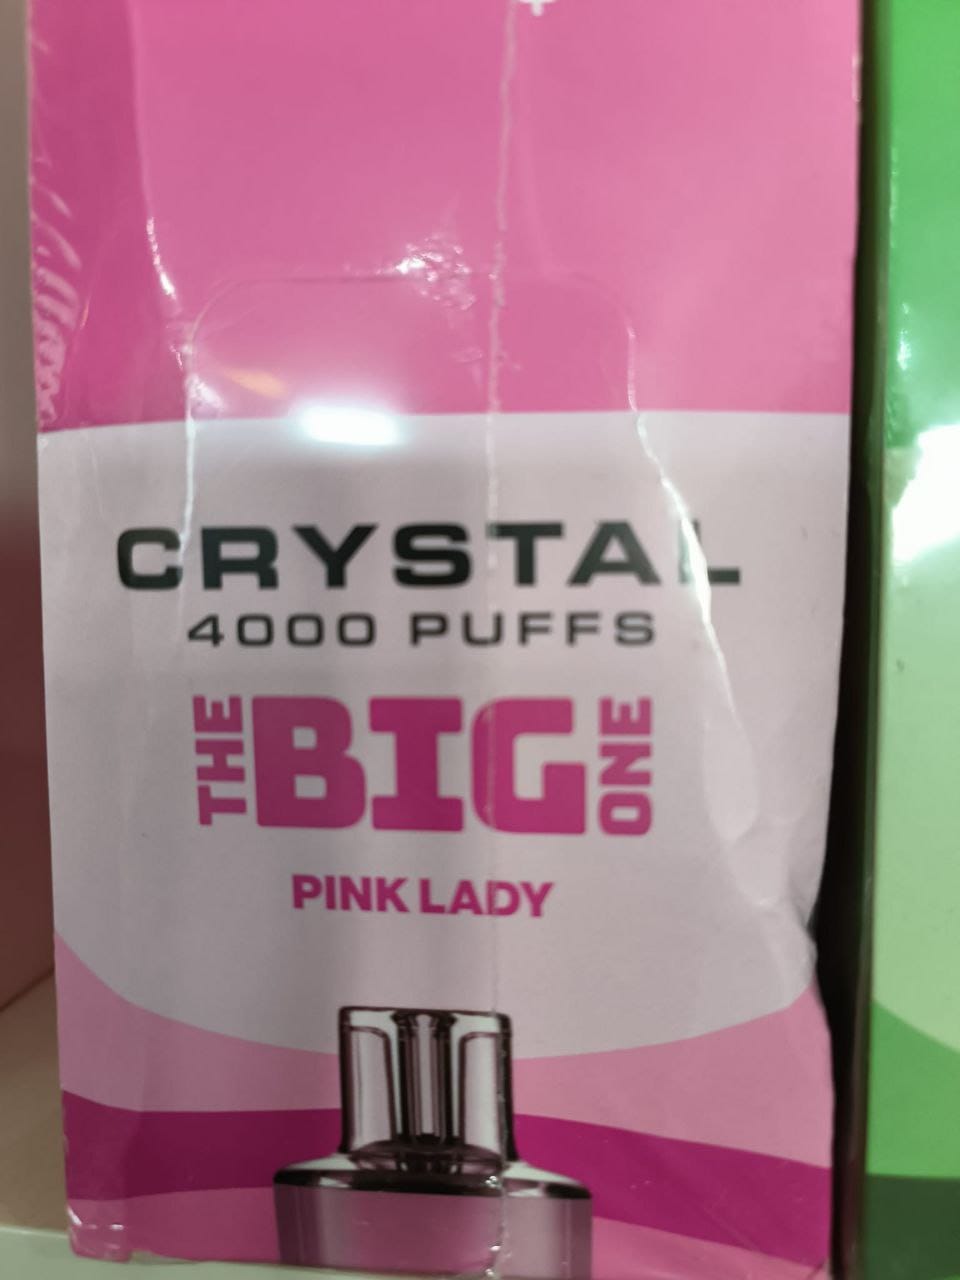 CRYSTAL
4000 PUFFS
THE BIG ONE
PINK LADY